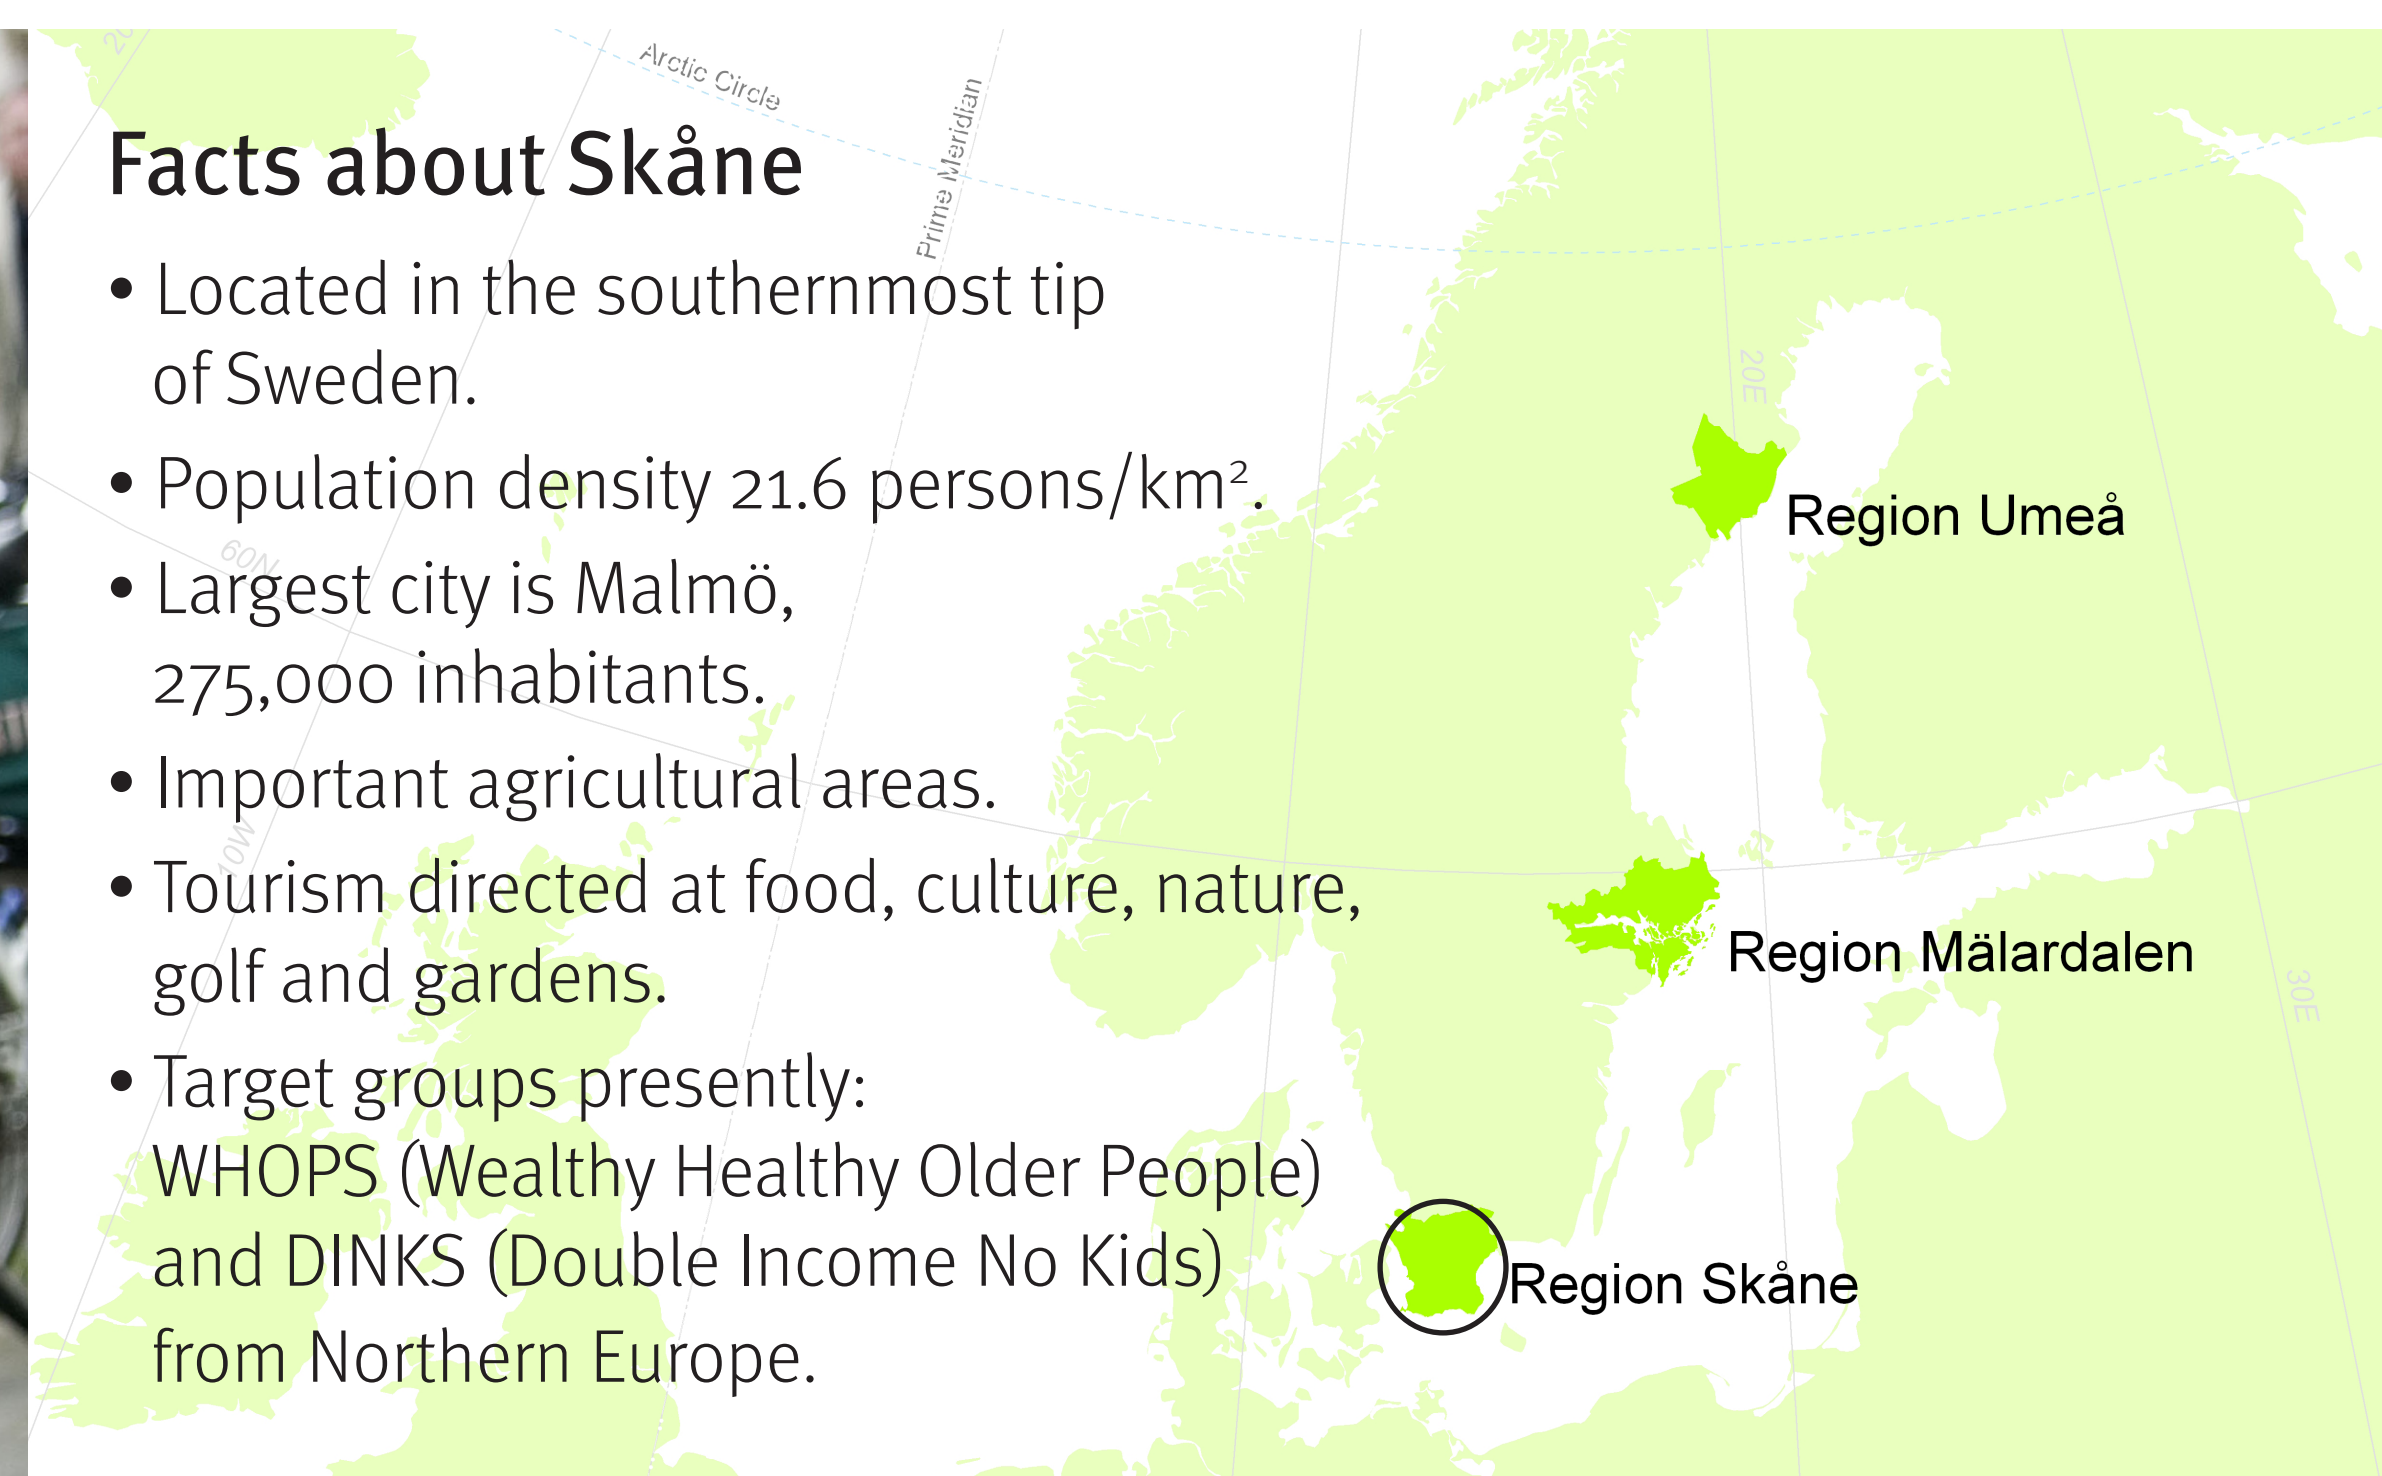 Arctic Circle
Prime Meridian
Facts about Skåne
• Located in the southernmost tip
of Sweden.
• Population density 21.6 persons/km².
• Largest city is Malmö,
275,000 inhabitants.
• Important agricultural areas.
• Tourism directed at food, culture, nature,
golf and gardens.
• Target groups presently:
WHOPS (Wealthy Healthy Older People)
and DINKS (Double Income No Kids)
from Northern Europe.
60N
10W
20E
30E
Region Umeå
Region Mälardalen
Region Skåne